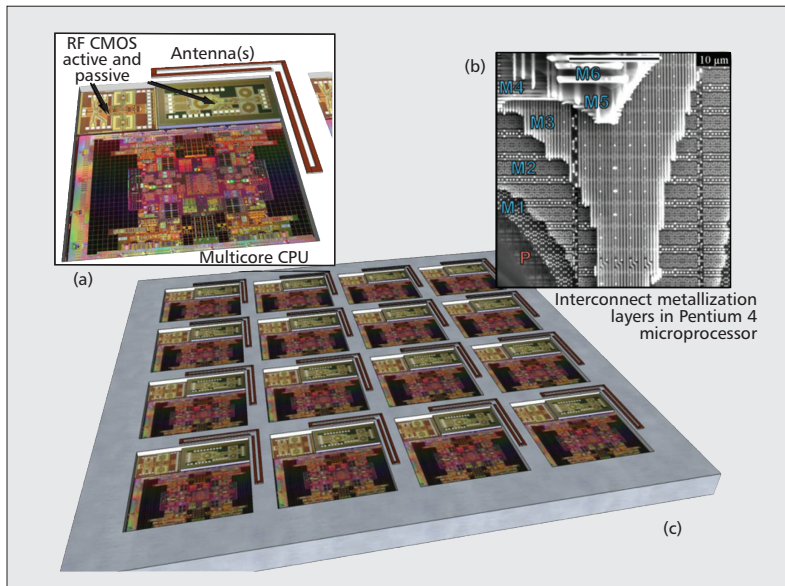 RF CMOS
active and
passive
Antenna(s)
Multicore CPU
(a)
(b)
10 µm
M4
M6
M5
M3
M2
M1
P
Interconnect metallization
layers in Pentium 4
microprocessor
(c)